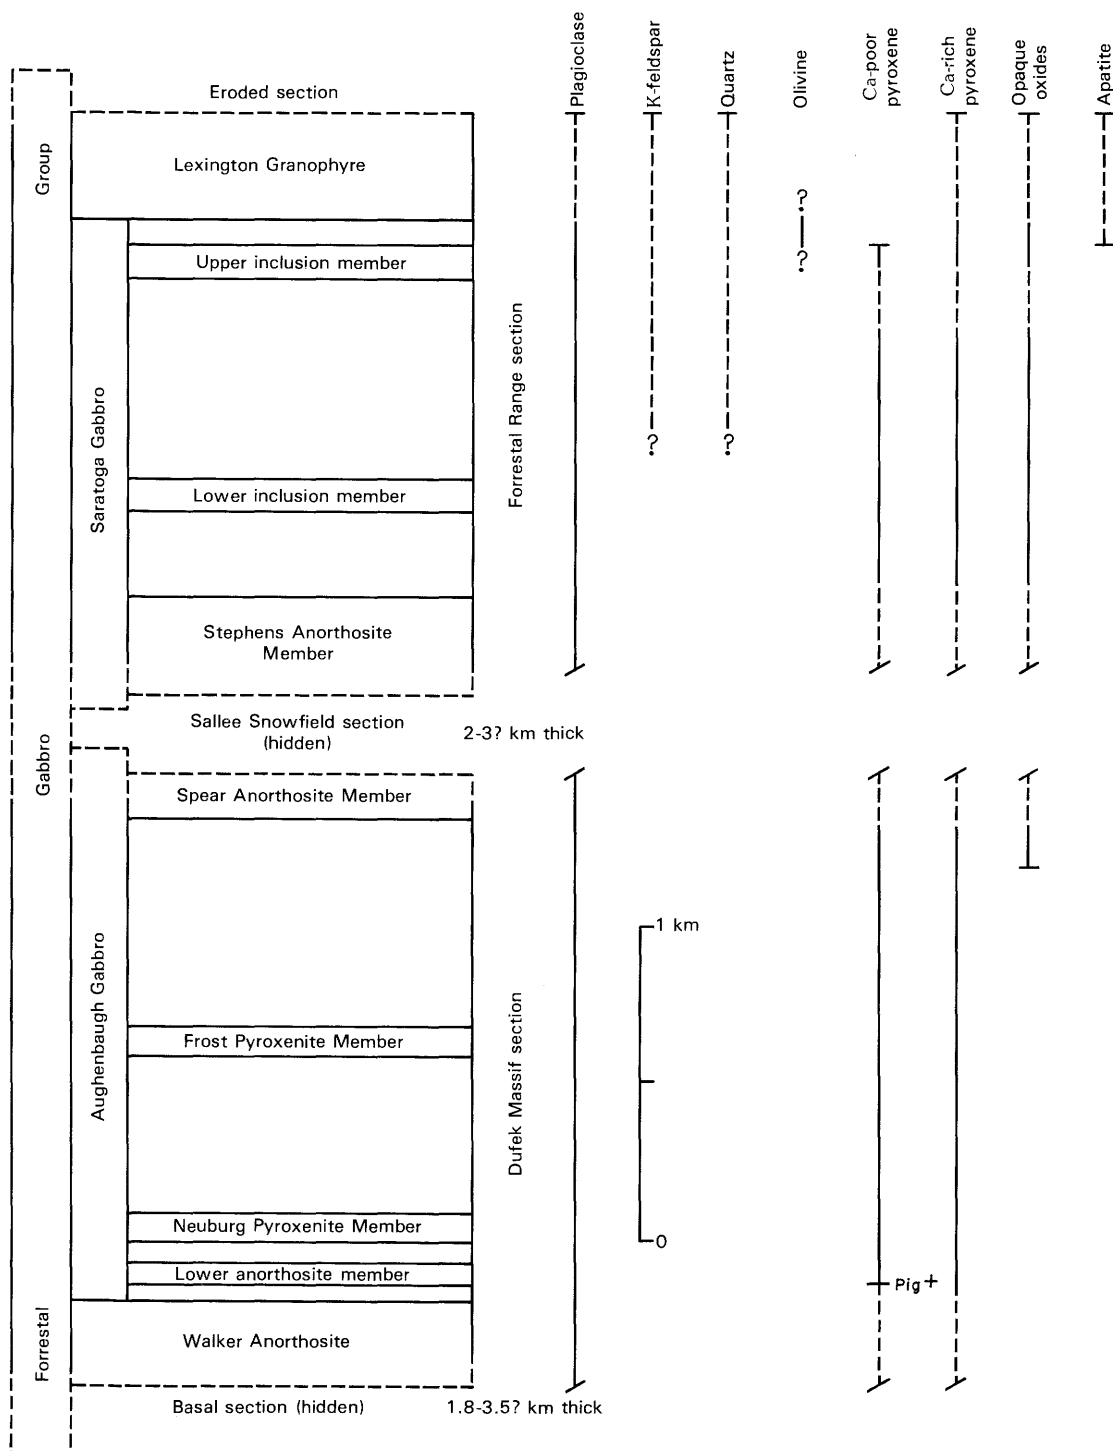 Plagioclase
K-feldspar
Quartz
Olivine
Ca-poor
pyroxene
Ca-rich
pyroxene
Opaque
oxides
Apatite
Eroded section
Group
Lexington Granophyre
?
Upper inclusion member
?
Forrestal Range section
Saratoga Gabbro
?
?
Lower inclusion member
Stephens Anorthosite
Member
Sallee Snowfield section
(hidden)
2-3? km thick
Gabbro
Spear Anorthosite Member
Aughenbaugh Gabbro
1 km
Frost Pyroxenite Member
Dufek Massif section
Neuburg Pyroxenite Member
0
Lower anorthosite member
Pig +
Walker Anorthosite
Forrestal
Basal section (hidden)
1.8-3.5? km thick